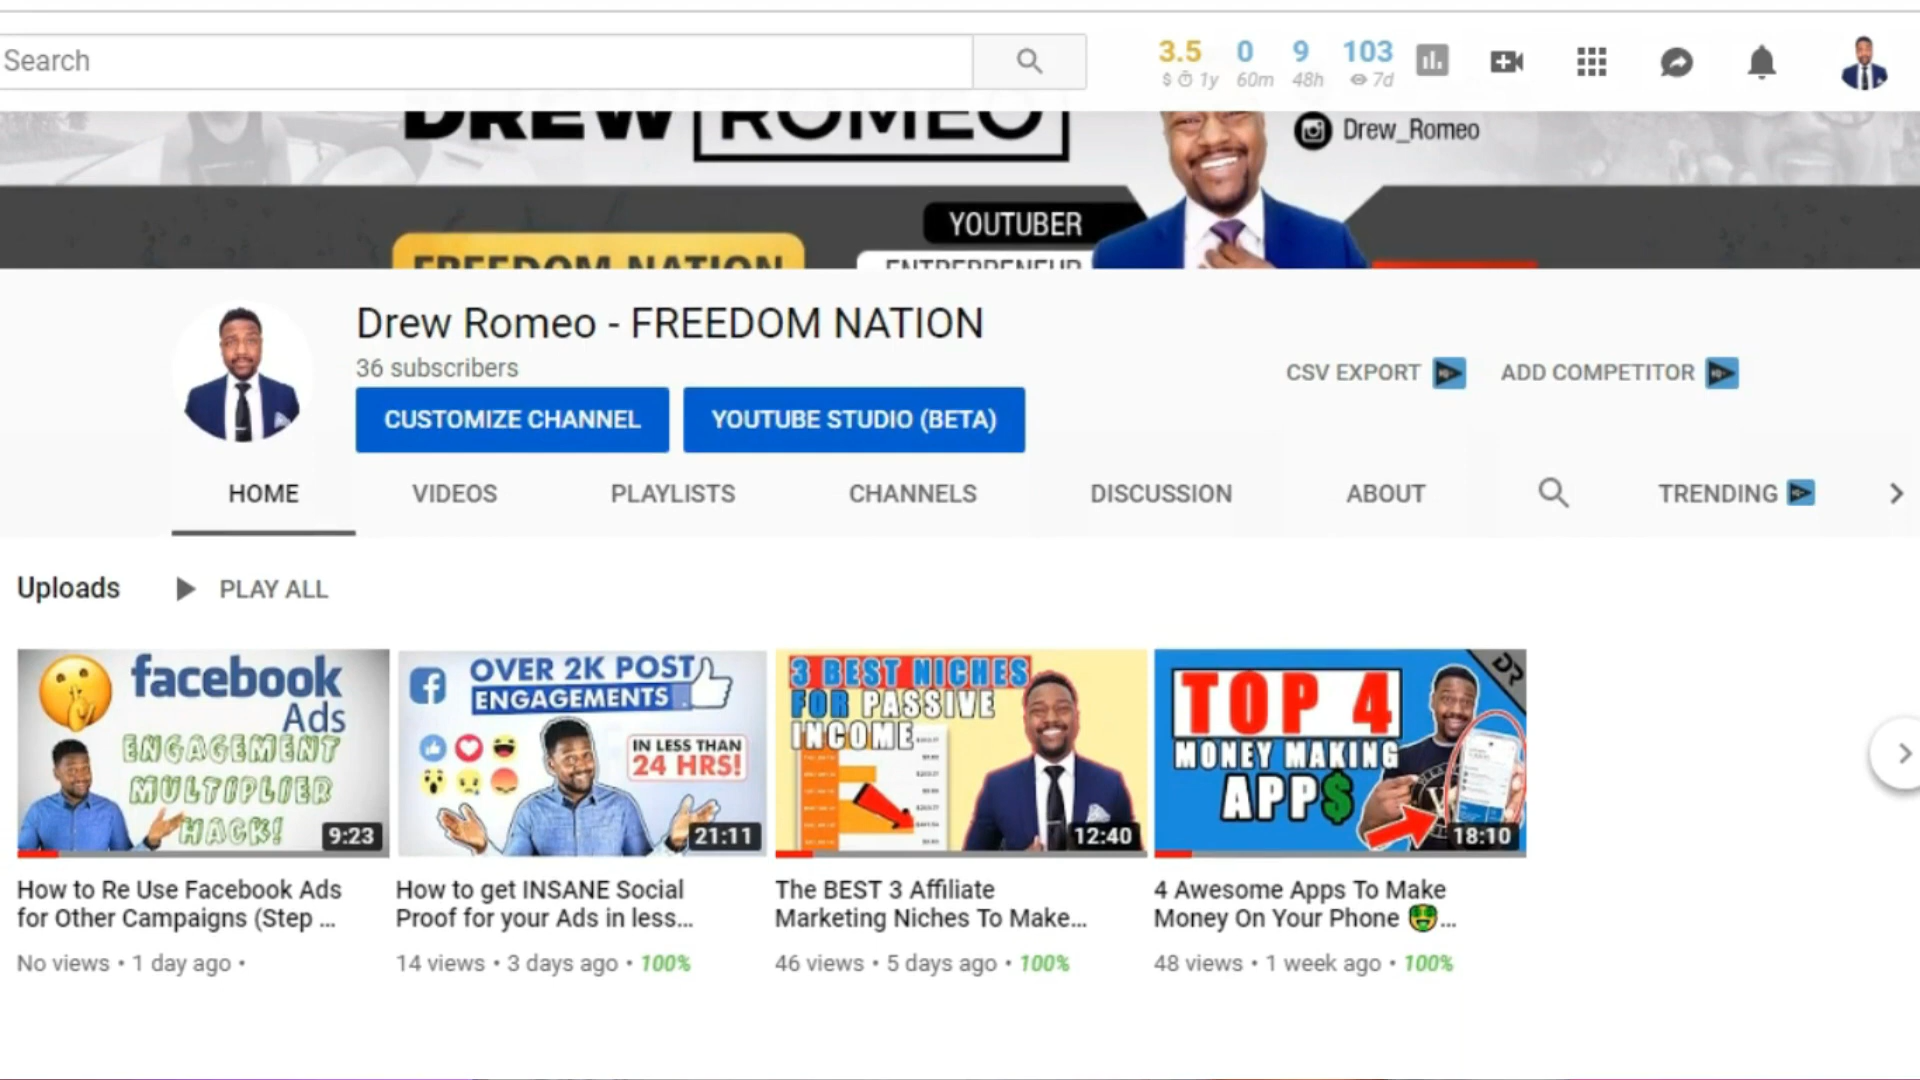 Search
3.5 0 9 103
$ 1y 60m 48h 7d
DREW ROMEO
Drew_Romeo
YOUTUBER
FREEDOM NATION
ENTREPRENEUR
Drew Romeo - FREEDOM NATION
36 subscribers
CSV EXPORT
ADD COMPETITOR
CUSTOMIZE CHANNEL
YOUTUBE STUDIO (BETA)
HOME VIDEOS PLAYLISTS CHANNELS DISCUSSION ABOUT TRENDING
Uploads PLAY ALL
facebook
Ads
ENGAGEMENT
MULTIPLIER
HACK!
9:23
OVER 2K POST
ENGAGEMENTS
IN LESS THAN
24 HRS!
21:11
3 BEST NICHES
FOR PASSIVE
INCOME
12:40
DR
TOP 4
MONEY MAKING
APP$
18:10
How to Re Use Facebook Ads
for Other Campaigns (Step ...
No views • 1 day ago •
How to get INSANE Social
Proof for your Ads in less...
14 views • 3 days ago • 100%
The BEST 3 Affiliate
Marketing Niches To Make...
46 views • 5 days ago • 100%
4 Awesome Apps To Make
Money On Your Phone 🤑...
48 views • 1 week ago • 100%